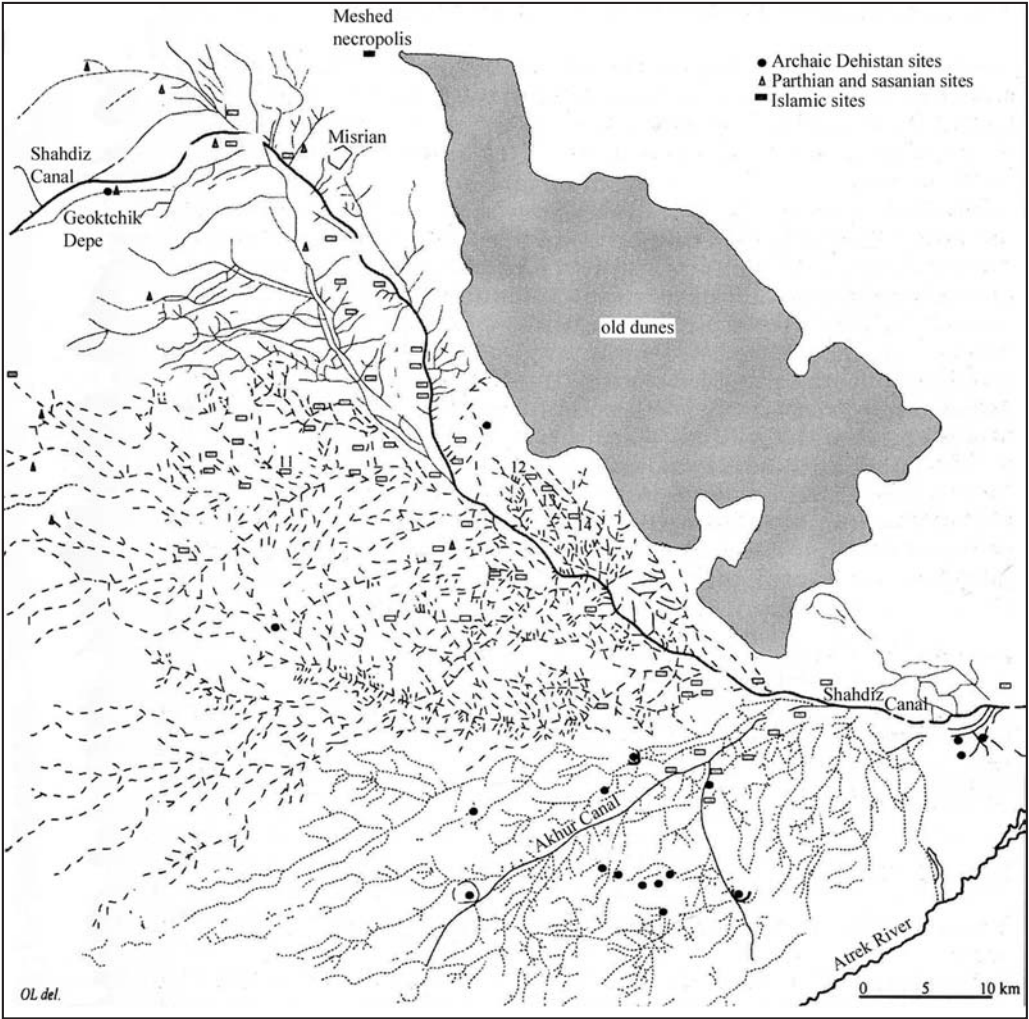 Meshed
necropolis
Archaic Dehistan sites
Parthian and sasanian sites
Islamic sites
Misrian
Shahdiz
Canal
Geoktchik
Depe
old dunes
11
12
13
14
Shahdiz
Canal
Akhur Canal
Atrek River
OL del.
0 5 10 km